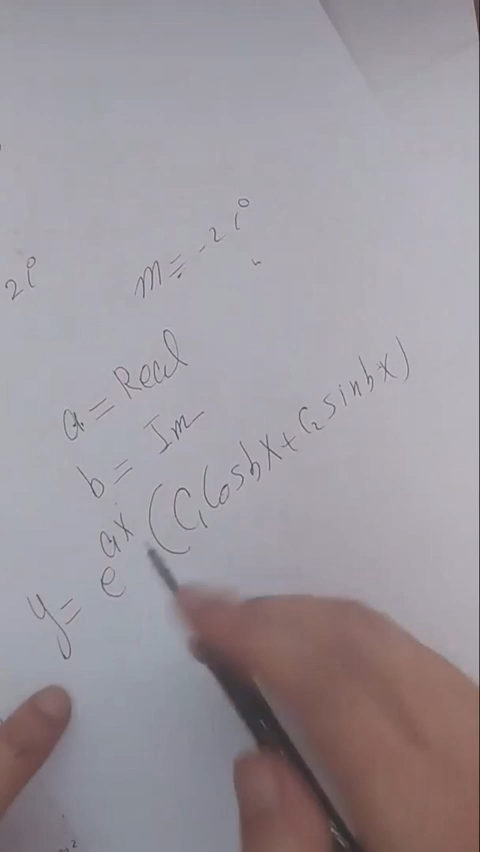 2i m = -2i
a = Real
b = Im
y = e^ax (C₁ Cos bx + C₂ sin bx)